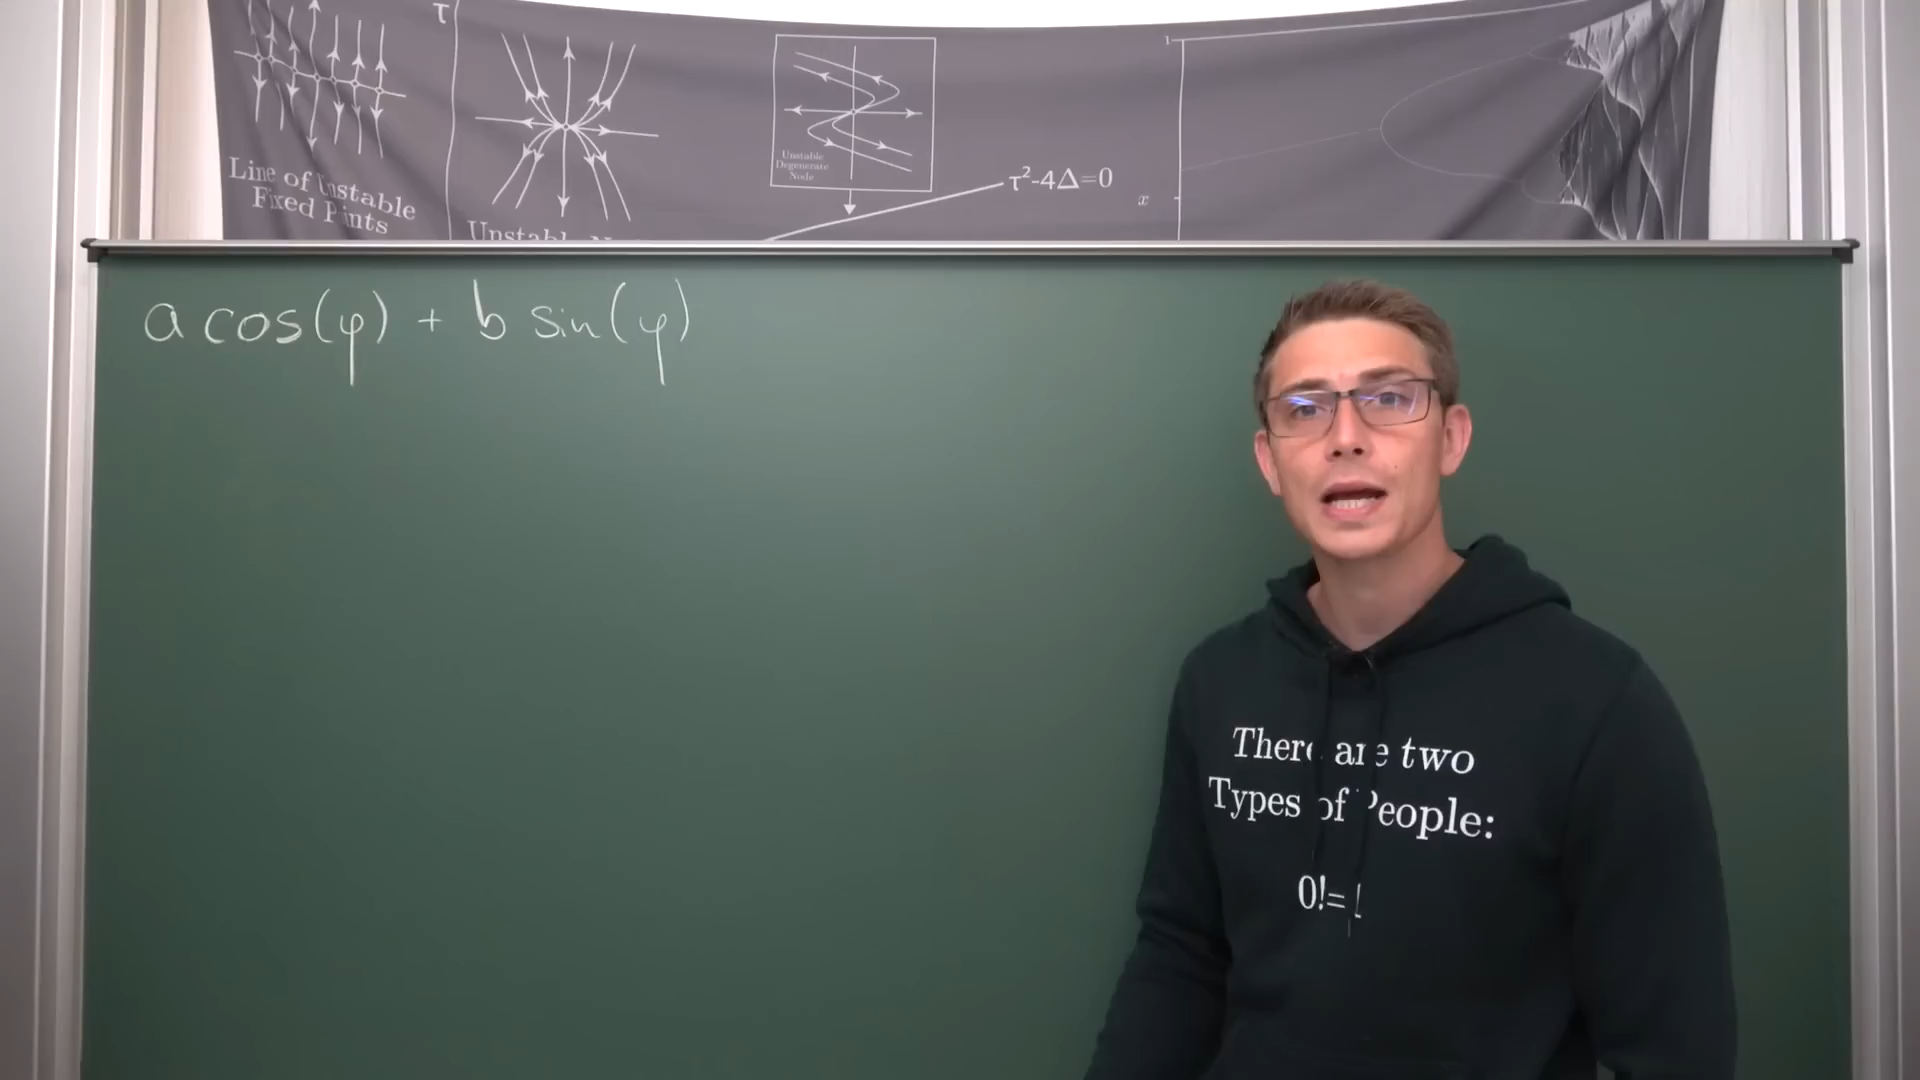 τ
Line of Unstable
Fixed Points
Unstable
Unstable
Degenerate
Node
τ²-4Δ=0
1
x
a cos(φ) + b sin(φ)
There are two
Types of People:
0!=